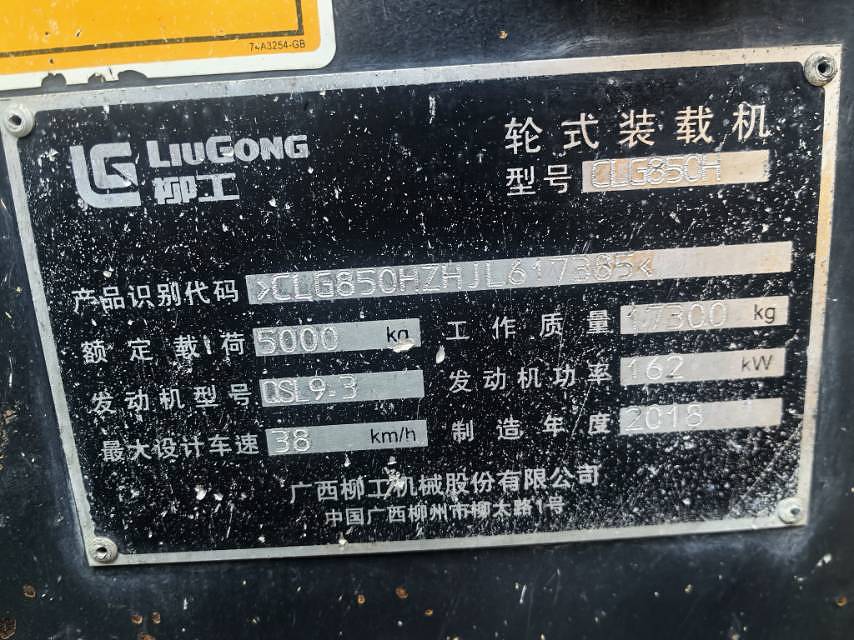 74A3254-GB
LIUGONG
柳工
轮式装载机
型号 CLG850H
产品识别代码 >CLG850HZHJL617385<
额定载荷 5000 kg 工作质量 17300 kg
发动机型号 QSL9.3 发动机功率 162 kW
最大设计车速 38 km/h 制造年度 2018
广西柳工机械股份有限公司
中国广西柳州市柳太路1号